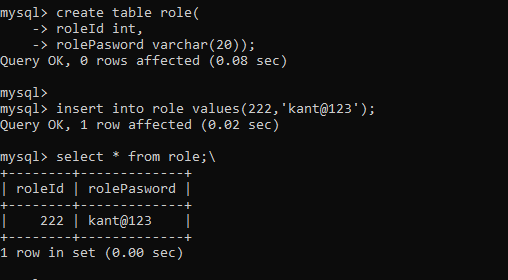 mysql> create table role(
    -> roleId int,
    -> rolePasword varchar(20));
Query OK, 0 rows affected (0.08 sec)
mysql>
mysql> insert into role values(222,'kant@123');
Query OK, 1 row affected (0.02 sec)
mysql> select * from role;\
+--------+-------------+
| roleId | rolePasword |
+--------+-------------+
|    222 | kant@123    |
+--------+-------------+
1 row in set (0.00 sec)